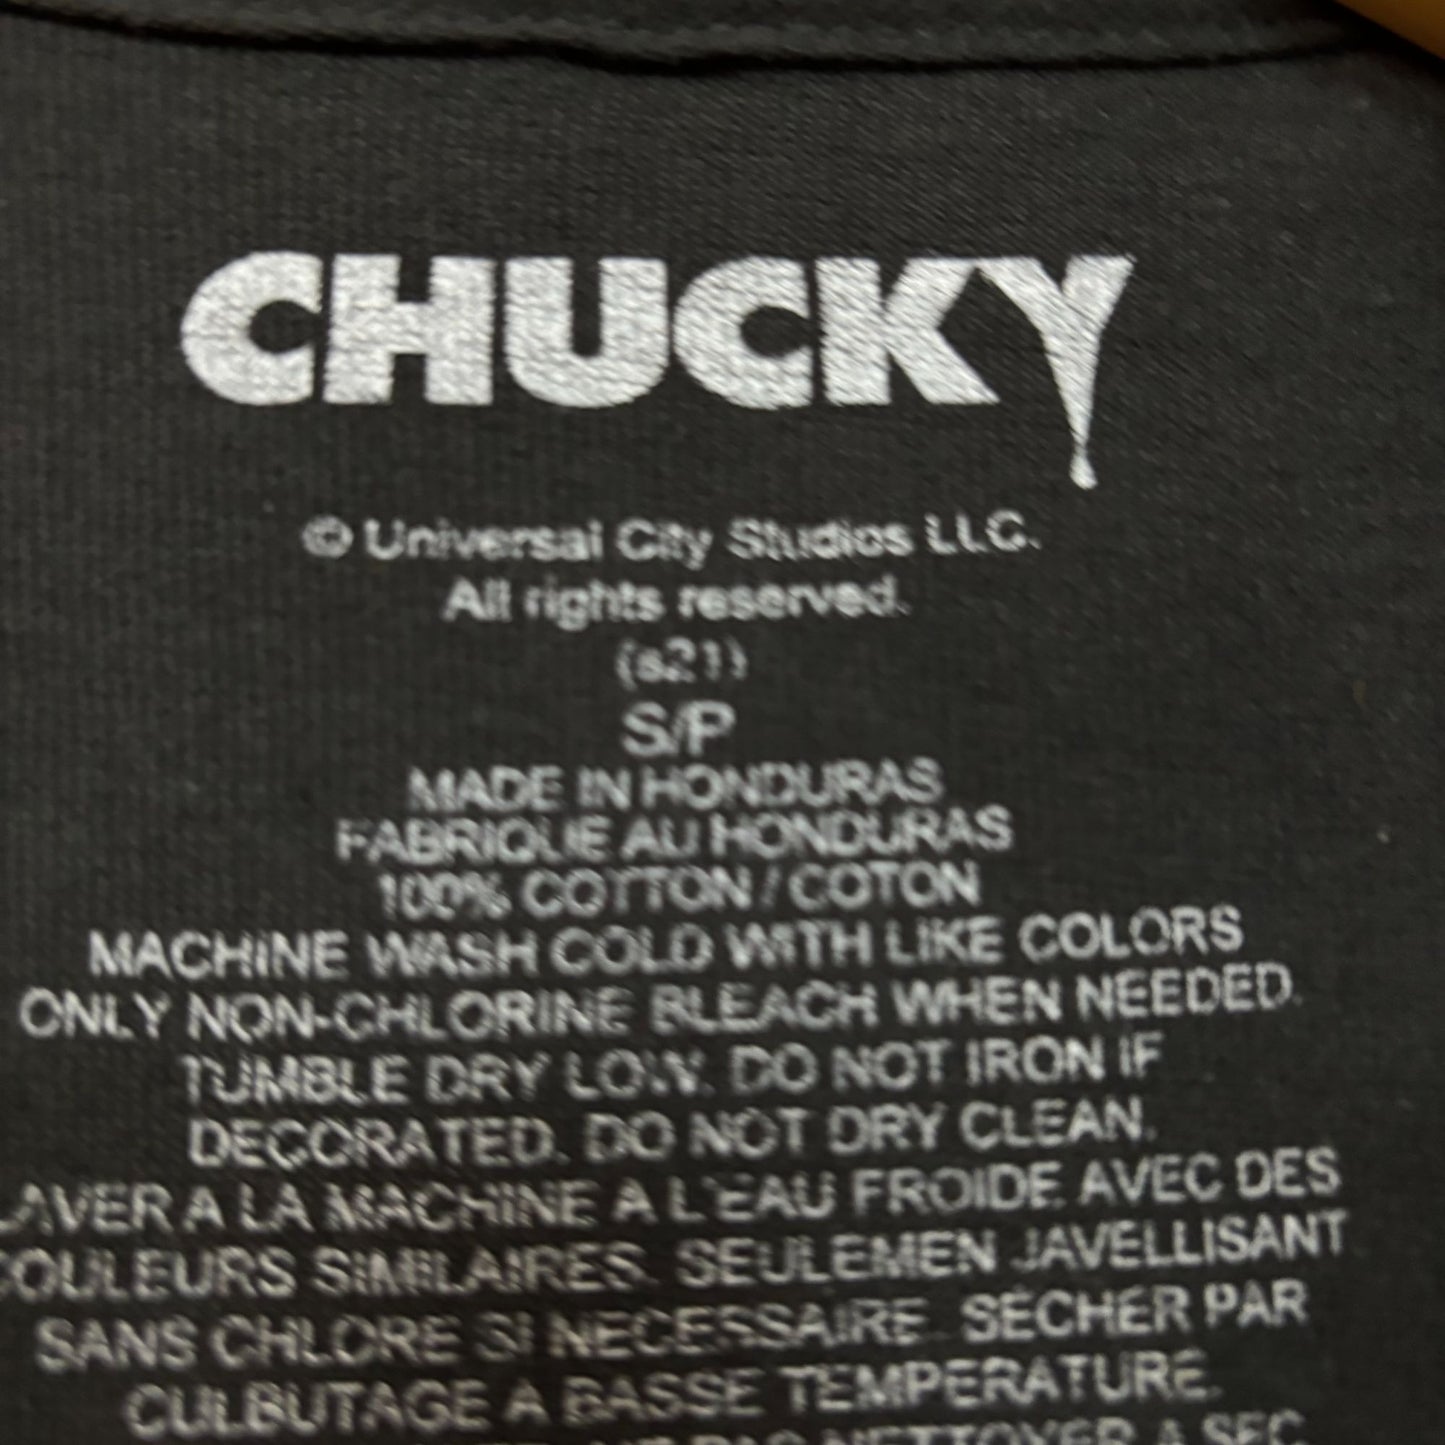 CHUCKY
© Universal City Studios LLC.
All rights reserved.
(s21)
S/P
MADE IN HONDURAS
FABRIQUE AU HONDURAS
100% COTTON / COTON
MACHINE WASH COLD WITH LIKE COLORS
ONLY NON-CHLORINE BLEACH WHEN NEEDED.
TUMBLE DRY LOW. DO NOT IRON IF
DECORATED. DO NOT DRY CLEAN.
LAVER A LA MACHINE A L'EAU FROIDE AVEC DES
COULEURS SIMILAIRES. SEULEMEN JAVELLISANT
SANS CHLORE SI NECESSAIRE. SECHER PAR
CULBUTAGE A BASSE TEMPERATURE.
PAS NETTOYER A SEC